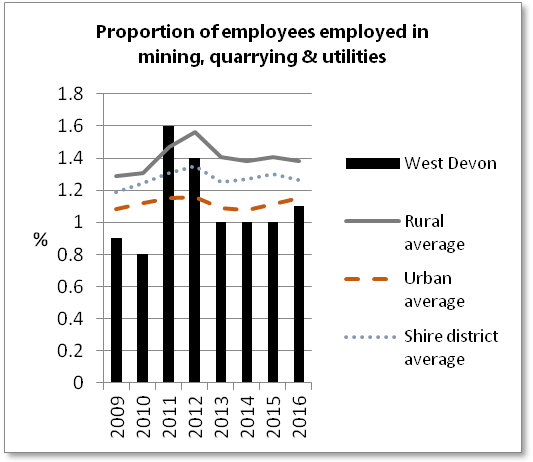 Proportion of employees employed in
mining, quarrying & utilities
1.8
1.6
1.4
1.2
1
0.8
0.6
0.4
0.2
0
%
2009
2010
2011
2012
2013
2014
2015
2016
West Devon
Rural
average
Urban
average
Shire district
average